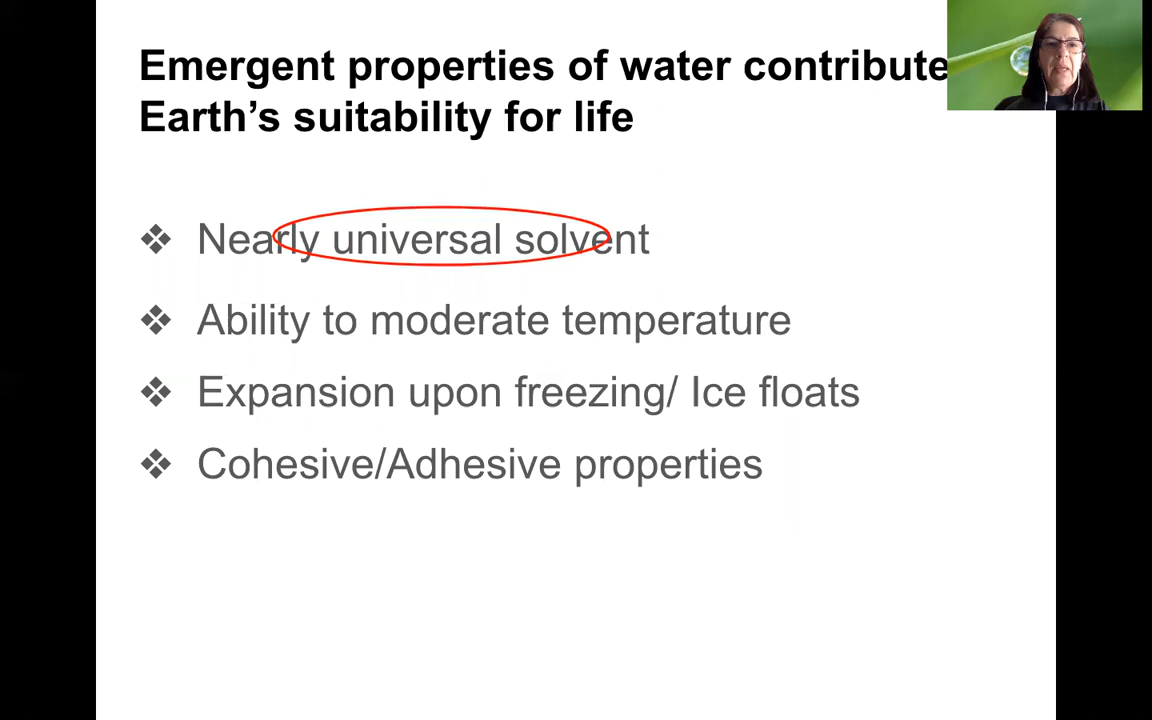 Emergent properties of water contribute
Earth’s suitability for life
❖ Nearly universal solvent
❖ Ability to moderate temperature
❖ Expansion upon freezing/ Ice floats
❖ Cohesive/Adhesive properties